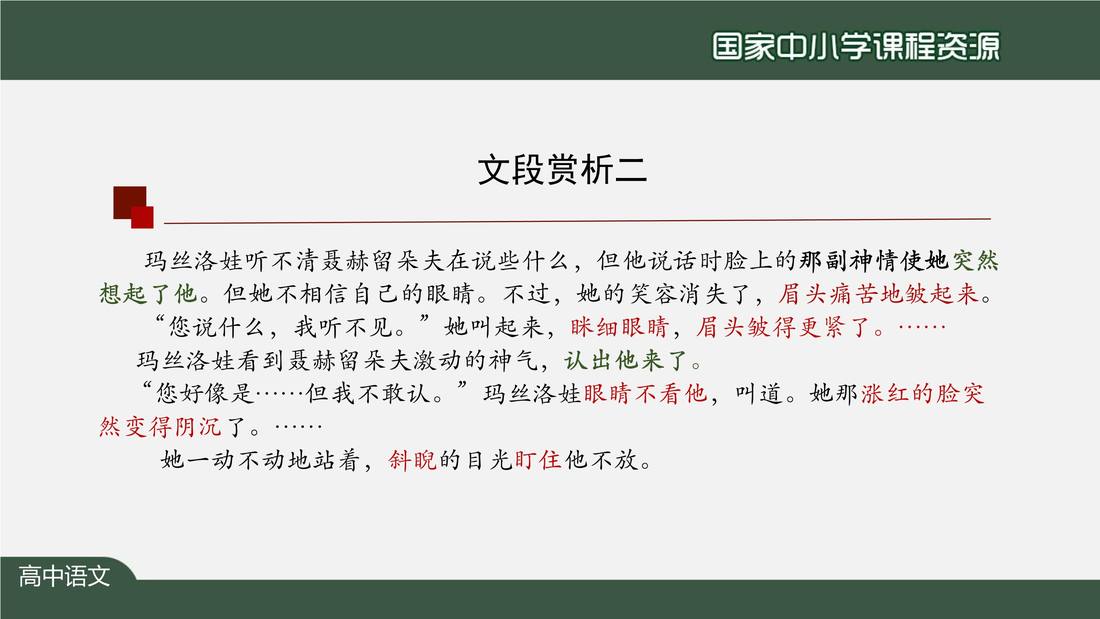 国家中小学课程资源
文段赏析二
玛丝洛娃听不清聂赫留朵夫在说些什么，但他说话时脸上的那副神情使她突然
想起了他。但她不相信自己的眼睛。不过，她的笑容消失了，眉头痛苦地皱起来。
“您说什么，我听不见。”她叫起来，眯细眼睛，眉头皱得更紧了。……
玛丝洛娃看到聂赫留朵夫激动的神气，认出他来了。
“您好像是……但我不敢认。”玛丝洛娃眼睛不看他，叫道。她那涨红的脸突
然变得阴沉了。……
她一动不动地站着，斜睨的目光盯住他不放。
高中语文